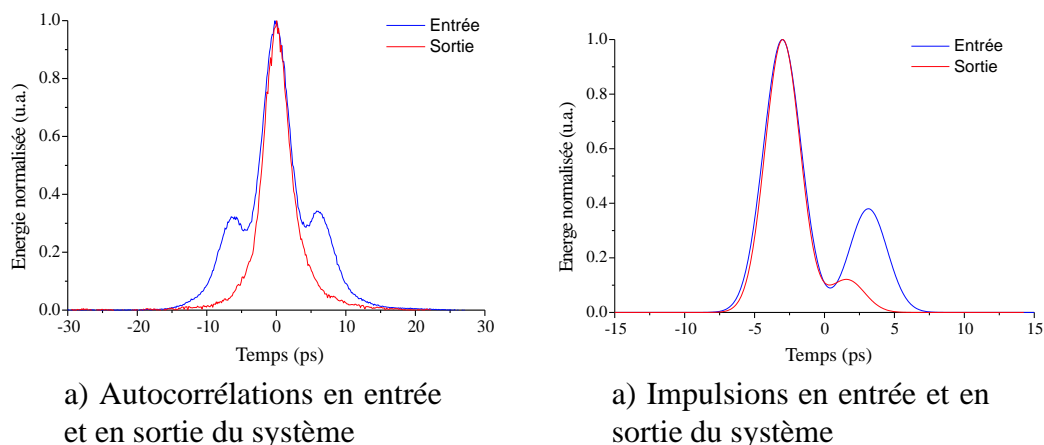 1.0
0.8
0.6
0.4
0.2
0.0
Energie normalisée (u.a.)
Entrée
Sortie
-30 -20 -10 0 10 20 30
Temps (ps)
a) Autocorrélations en entrée
et en sortie du système
1.0
0.8
0.6
0.4
0.2
0.0
Energe normalisée (u.a.)
Entrée
Sortie
-15 -10 -5 0 5 10 15
Temps (ps)
a) Impulsions en entrée et en
sortie du système